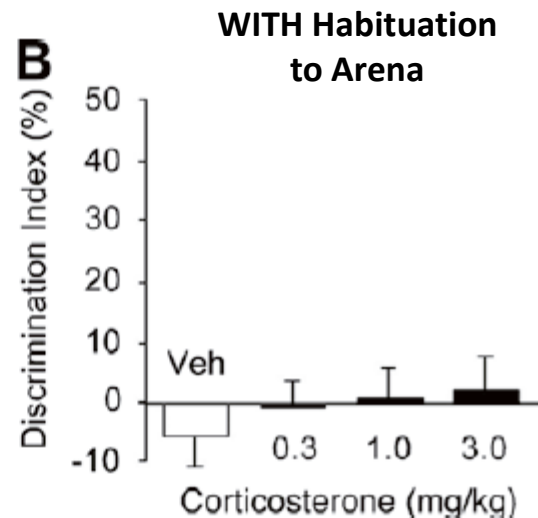 WITH Habituation
to Arena
B
Discrimination Index (%)
50
40
30
20
10
0
-10
Veh
0.3 1.0 3.0
Corticosterone (mg/kg)